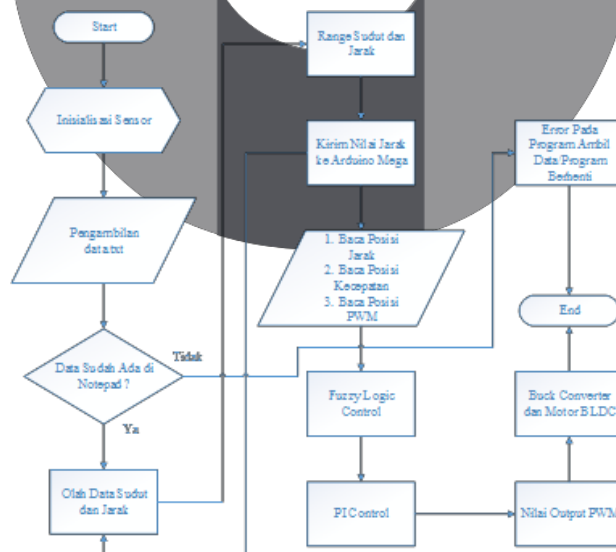 Start
Inisialisasi Sensor
Pengambilan
data txt
Data Sudah Ada di
Notepad ?
Tidak
Ya
Olah Data Sudut
dan Jarak
Range Sudut dan
Jarak
Kirim Nilai Jarak
ke Arduino Mega
1. Baca Posisi
Jarak
2. Baca Posisi
Kecepatan
3. Baca Posisi
PWM
Fuzzy Logic
Control
PI Control
Nilai Output PWM
Buck Converter
dan Motor BLDC
Error Pada
Program Ambil
Data/Program
Berhenti
End